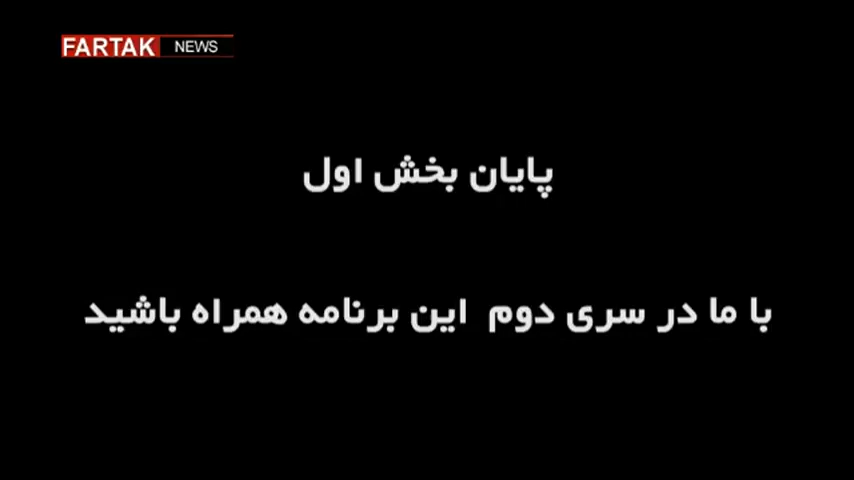 FARTAK NEWS
پایان بخش اول
با ما در سری دوم این برنامه همراه باشید